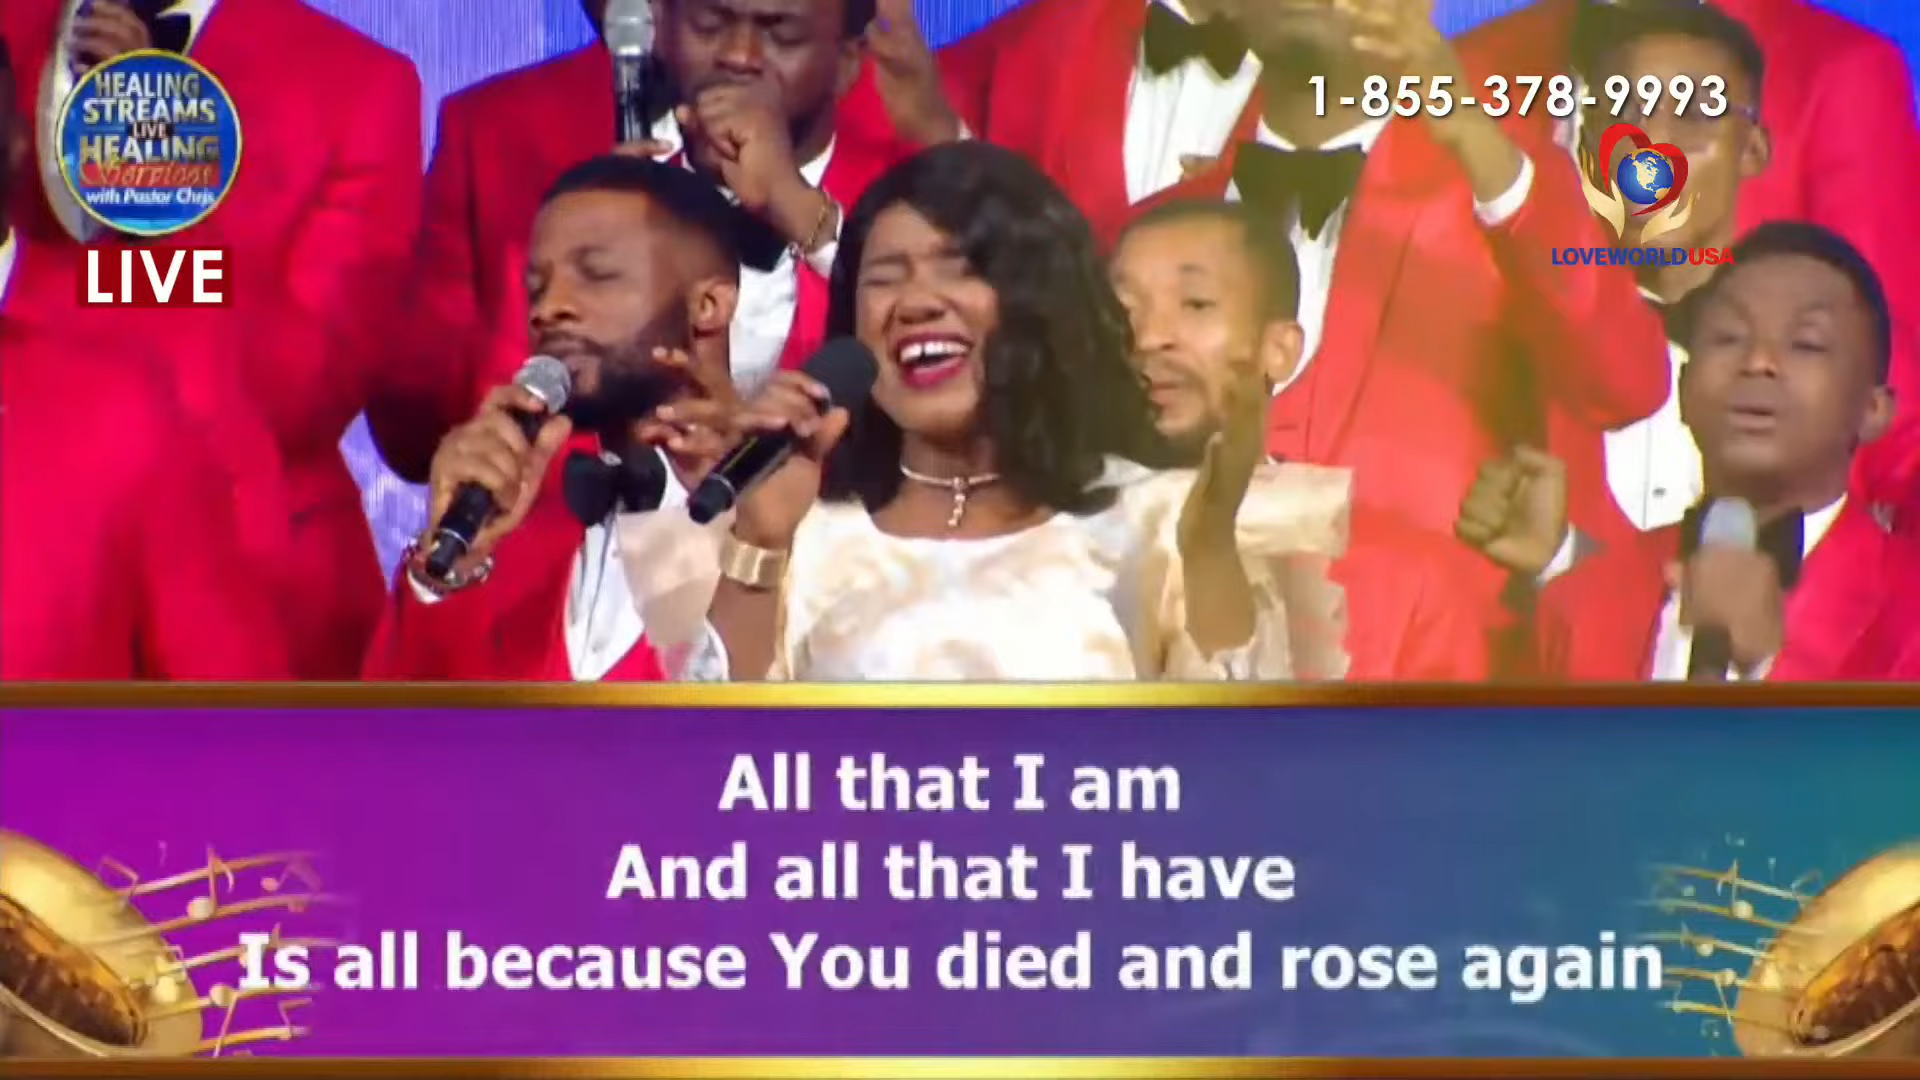 HEALING
STREAMS
LIVE
HEALING
Services
with Pastor Chris
LIVE
1-855-378-9993
LOVEWORLDUSA
All that I am
And all that I have
Is all because You died and rose again